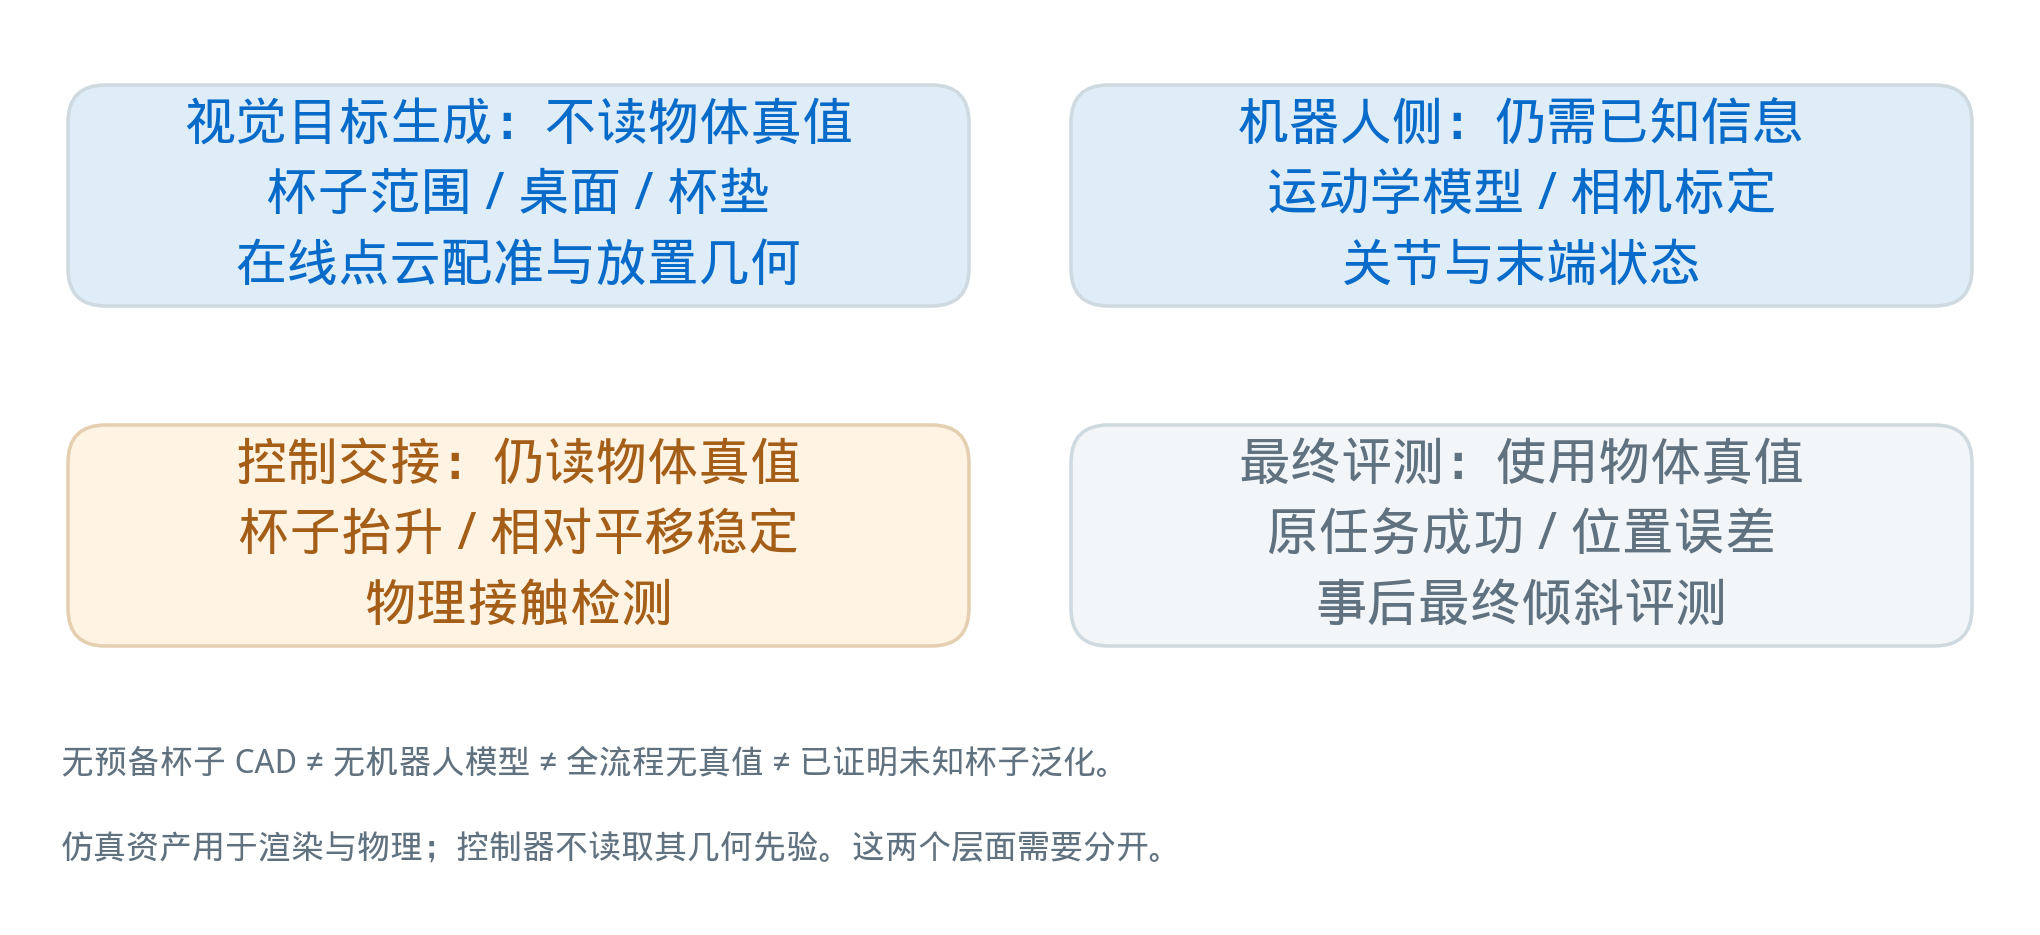 视觉目标生成：不读物体真值
杯子范围 / 桌面 / 杯垫
在线点云配准与放置几何
机器人侧：仍需已知信息
运动学模型 / 相机标定
关节与末端状态
控制交接：仍读物体真值
杯子抬升 / 相对平移稳定
物理接触检测
最终评测：使用物体真值
原任务成功 / 位置误差
事后最终倾斜评测
无预备杯子 CAD ≠ 无机器人模型 ≠ 全流程无真值 ≠ 已证明未知杯子泛化。
仿真资产用于渲染与物理；控制器不读取其几何先验。这两个层面需要分开。